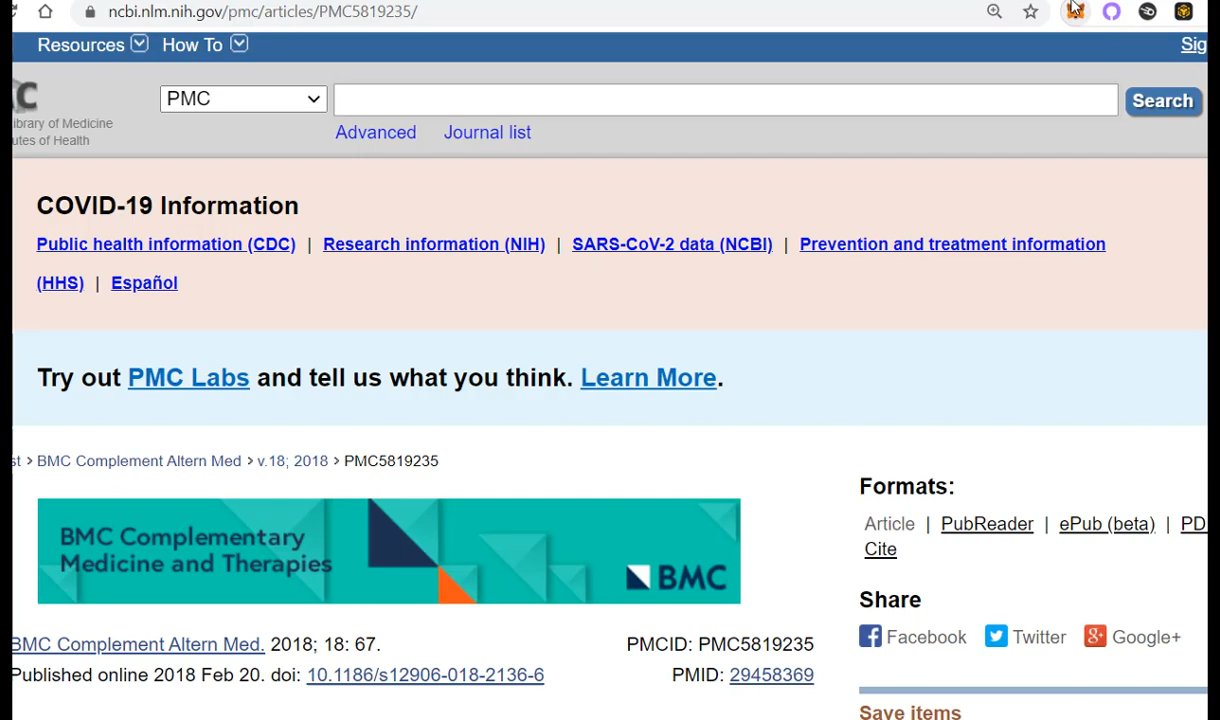 ncbi.nlm.nih.gov/pmc/articles/PMC5819235/
Resources How To Sig
C PMC Search
ibrary of Medicine
utes of Health
Advanced Journal list
COVID-19 Information
Public health information (CDC) | Research information (NIH) | SARS-CoV-2 data (NCBI) | Prevention and treatment information
(HHS) | Español
Try out PMC Labs and tell us what you think. Learn More.
st > BMC Complement Altern Med > v.18; 2018 > PMC5819235
Formats:
Article | PubReader | ePub (beta) | PD
Cite
BMC Complementary
Medicine and Therapies
BMC
Share
Facebook Twitter Google+
BMC Complement Altern Med. 2018; 18: 67.
PMCID: PMC5819235
Published online 2018 Feb 20. doi: 10.1186/s12906-018-2136-6
PMID: 29458369
Save items